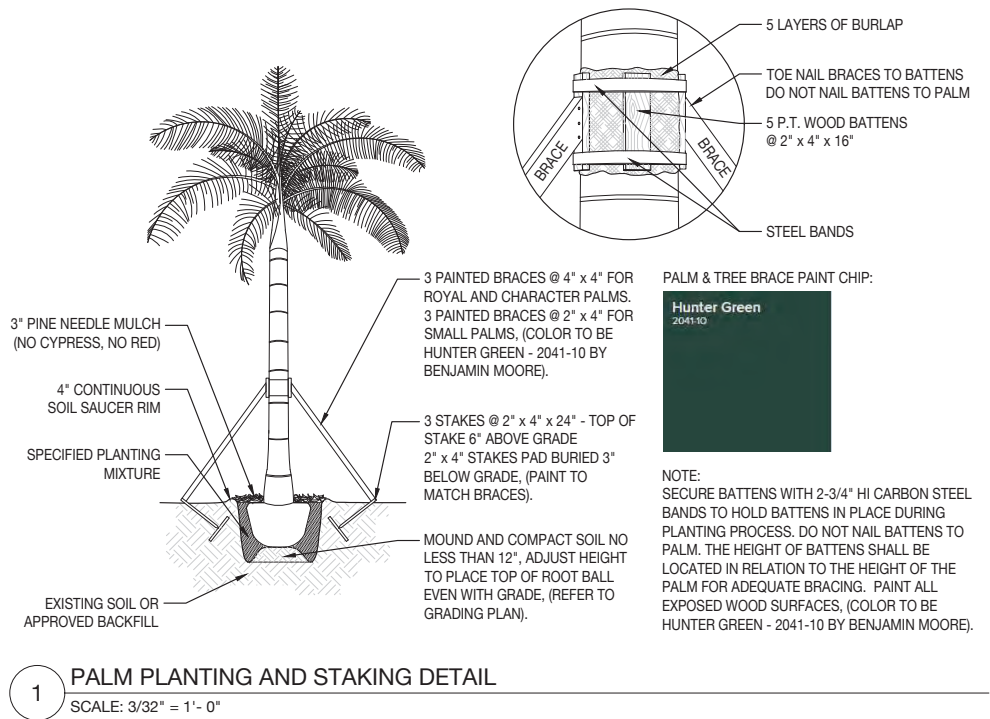 5 LAYERS OF BURLAP
TOE NAIL BRACES TO BATTENS
DO NOT NAIL BATTENS TO PALM
5 P.T. WOOD BATTENS
@ 2" x 4" x 16"
BRACE
BRACE
STEEL BANDS
3 PAINTED BRACES @ 4" x 4" FOR
ROYAL AND CHARACTER PALMS.
3 PAINTED BRACES @ 2" x 4" FOR
SMALL PALMS, (COLOR TO BE
HUNTER GREEN - 2041-10 BY
BENJAMIN MOORE).
PALM & TREE BRACE PAINT CHIP:
Hunter Green
2041-10
3" PINE NEEDLE MULCH
(NO CYPRESS, NO RED)
4" CONTINUOUS
SOIL SAUCER RIM
SPECIFIED PLANTING
MIXTURE
3 STAKES @ 2" x 4" x 24" - TOP OF
STAKE 6" ABOVE GRADE
2" x 4" STAKES PAD BURIED 3"
BELOW GRADE, (PAINT TO
MATCH BRACES).
MOUND AND COMPACT SOIL NO
LESS THAN 12", ADJUST HEIGHT
TO PLACE TOP OF ROOT BALL
EVEN WITH GRADE, (REFER TO
GRADING PLAN).
EXISTING SOIL OR
APPROVED BACKFILL
NOTE:
SECURE BATTENS WITH 2-3/4" HI CARBON STEEL
BANDS TO HOLD BATTENS IN PLACE DURING
PLANTING PROCESS. DO NOT NAIL BATTENS TO
PALM. THE HEIGHT OF BATTENS SHALL BE
LOCATED IN RELATION TO THE HEIGHT OF THE
PALM FOR ADEQUATE BRACING. PAINT ALL
EXPOSED WOOD SURFACES, (COLOR TO BE
HUNTER GREEN - 2041-10 BY BENJAMIN MOORE).
1
PALM PLANTING AND STAKING DETAIL
SCALE: 3/32" = 1'- 0"